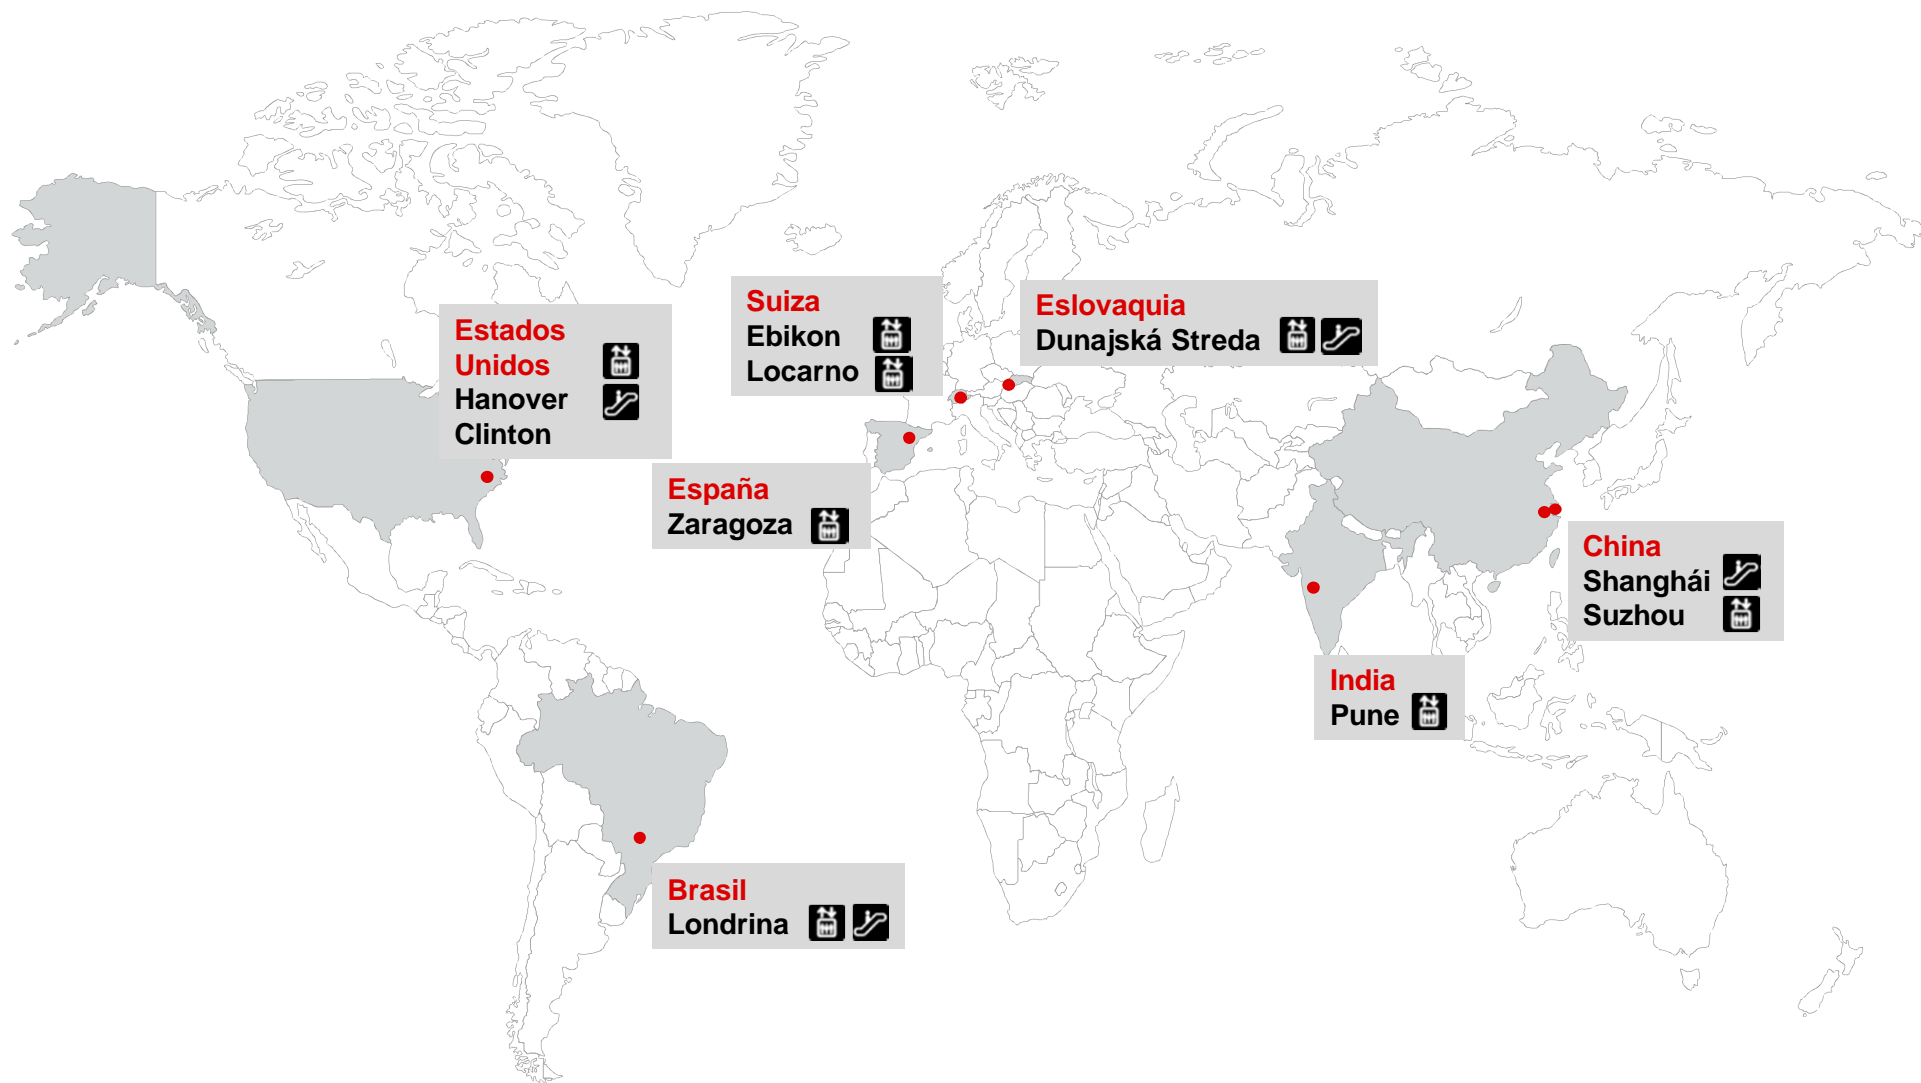 Estados
Unidos
Hanover
Clinton
Suiza
Ebikon
Locarno
Eslovaquia
Dunajská Streda
España
Zaragoza
China
Shanghái
Suzhou
India
Pune
Brasil
Londrina